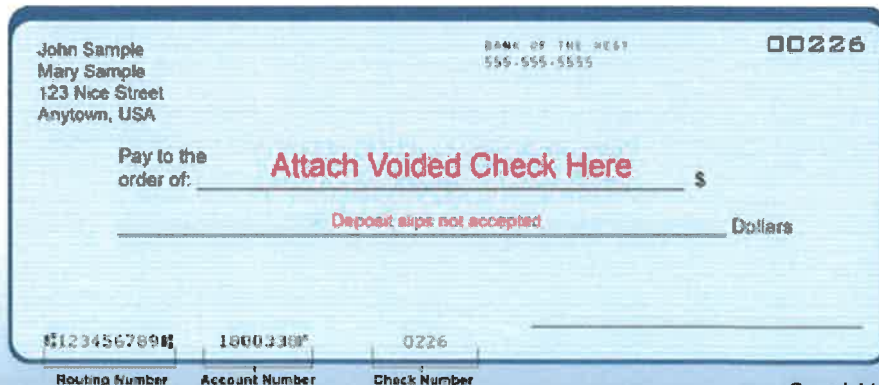 John Sample
Mary Sample
123 Nice Street
Anytown, USA
BANK OF THE WEST
555-555-5555
00226
Pay to the
order of:
Attach Voided Check Here
$
Deposit slips not accepted
Dollars
⑆123456789⑆ 1800338⑈ 0226
Routing Number Account Number Check Number